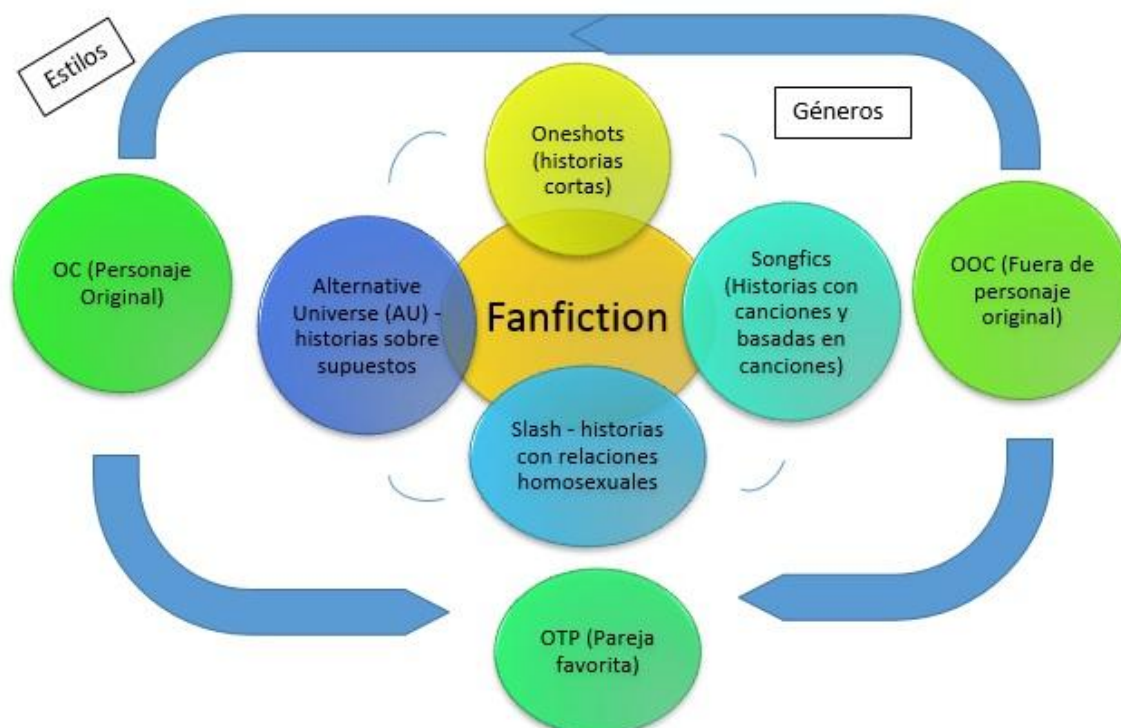 Estilos
Géneros
Oneshots
(historias
cortas)
OC (Personaje
Original)
Alternative
Universe (AU) -
historias sobre
supuestos
Fanfiction
Songfics
(Historias con
canciones y
basadas en
canciones)
OOC (Fuera de
personaje
original)
Slash - historias
con relaciones
homosexuales
OTP (Pareja
favorita)